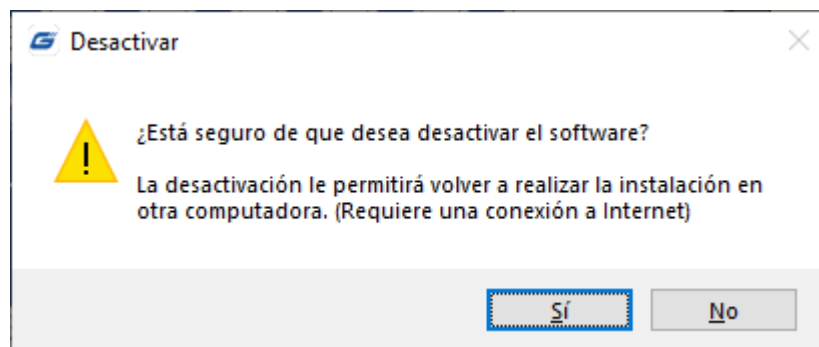 Desactivar
¿Está seguro de que desea desactivar el software?
La desactivación le permitirá volver a realizar la instalación en
otra computadora. (Requiere una conexión a Internet)
Sí
No